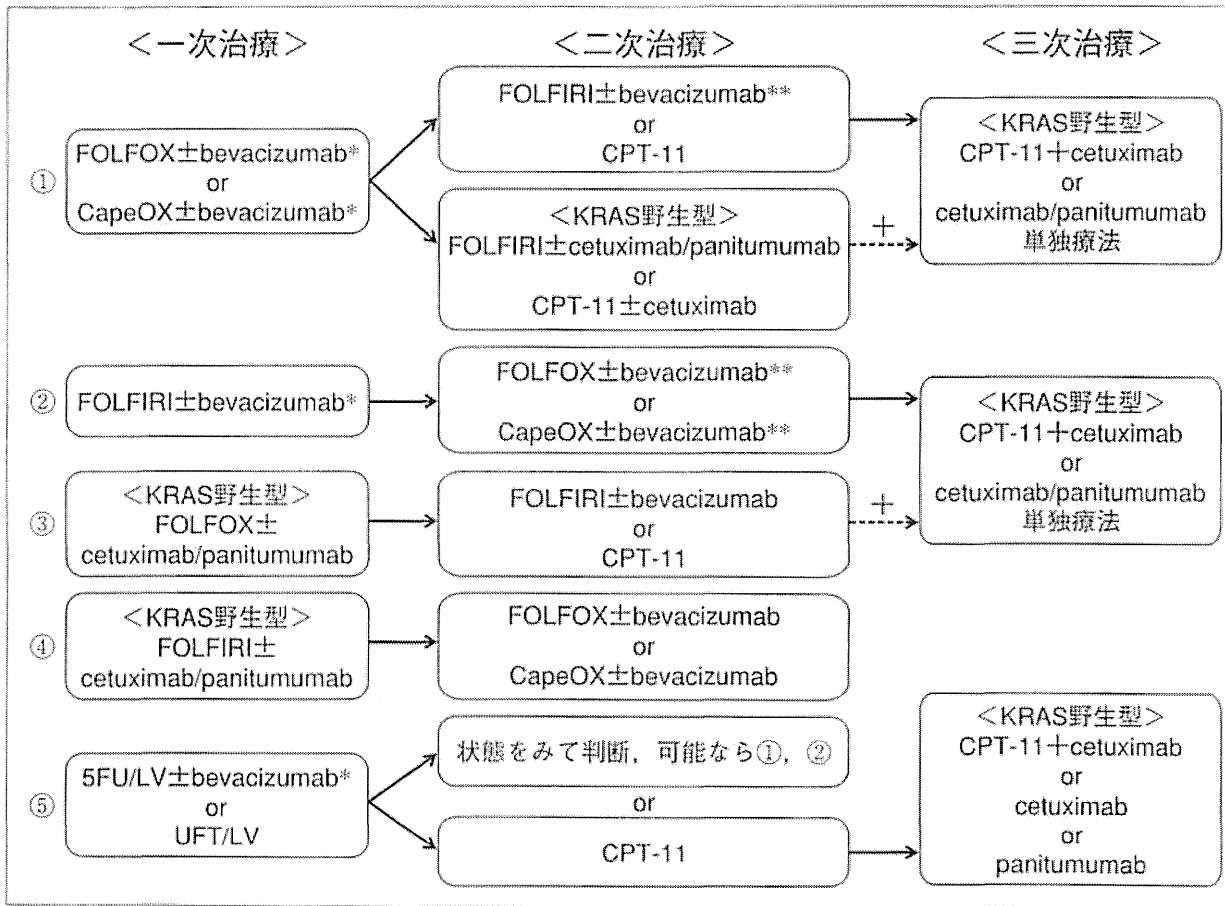 <一次治療>
<二次治療>
<三次治療>
①
FOLFOX±bevacizumab*
or
CapeOX±bevacizumab*
FOLFIRI±bevacizumab**
or
CPT-11
<KRAS野生型>
FOLFIRI±cetuximab/panitumumab
or
CPT-11±cetuximab
+
<KRAS野生型>
CPT-11+cetuximab
or
cetuximab/panitumumab
単独療法
②
FOLFIRI±bevacizumab*
FOLFOX±bevacizumab**
or
CapeOX±bevacizumab**
③
<KRAS野生型>
FOLFOX±
cetuximab/panitumumab
FOLFIRI±bevacizumab
or
CPT-11
+
<KRAS野生型>
CPT-11+cetuximab
or
cetuximab/panitumumab
単独療法
④
<KRAS野生型>
FOLFIRI±
cetuximab/panitumumab
FOLFOX±bevacizumab
or
CapeOX±bevacizumab
⑤
5FU/LV±bevacizumab*
or
UFT/LV
状態をみて判断，可能なら①，②
or
CPT-11
<KRAS野生型>
CPT-11+cetuximab
or
cetuximab
or
panitumumab